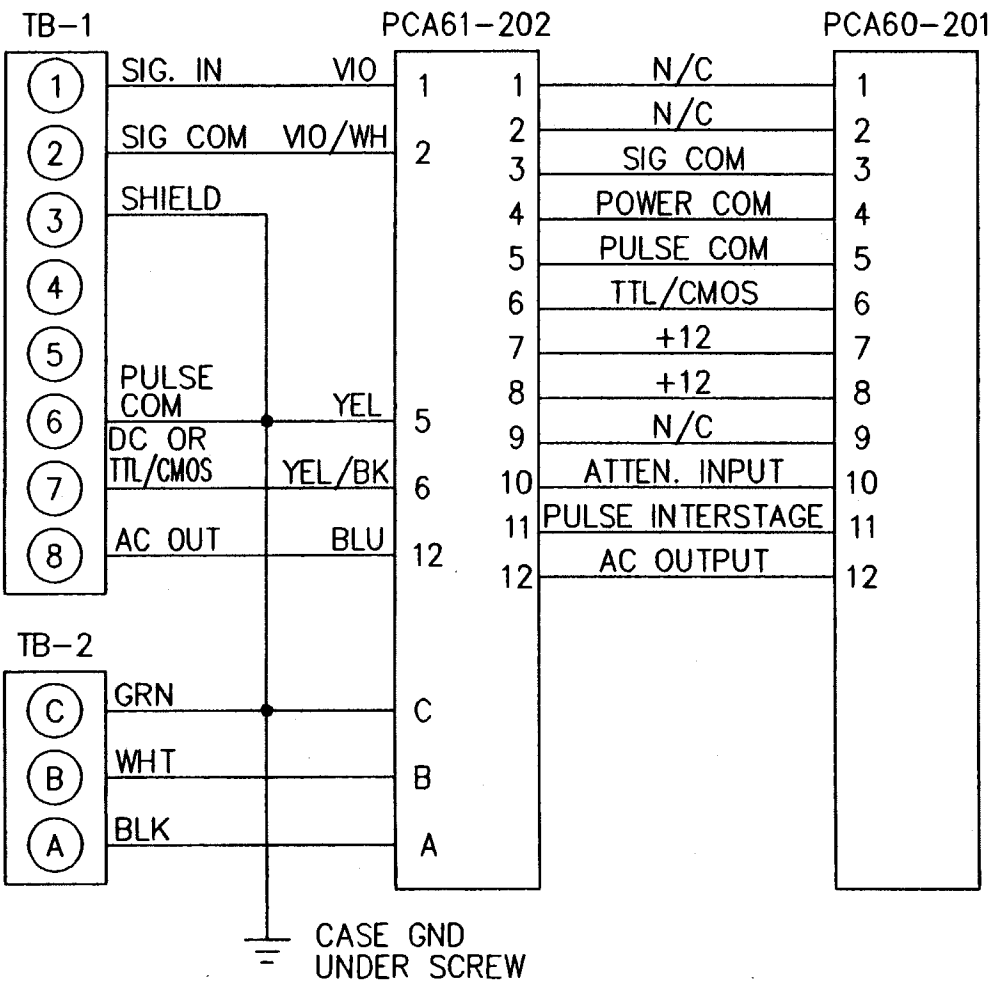 TB-1 PCA61-202 PCA60-201
1 SIG. IN VIO 1 1 N/C 1
2 SIG COM VIO/WH 2 2 N/C 2
3 SIG COM 3
3 SHIELD 4 POWER COM 4
5 PULSE COM 5
4 6 TTL/CMOS 6
5 7 +12 7
PULSE
COM
6 YEL 5 8 +12 8
9 N/C 9
DC OR
TTL/CMOS
7 YEL/BK 6 10 ATTEN. INPUT 10
11 PULSE INTERSTAGE 11
8 AC OUT BLU 12 12 AC OUTPUT 12
TB-2
C GRN C
B WHT B
A BLK A
CASE GND
UNDER SCREW